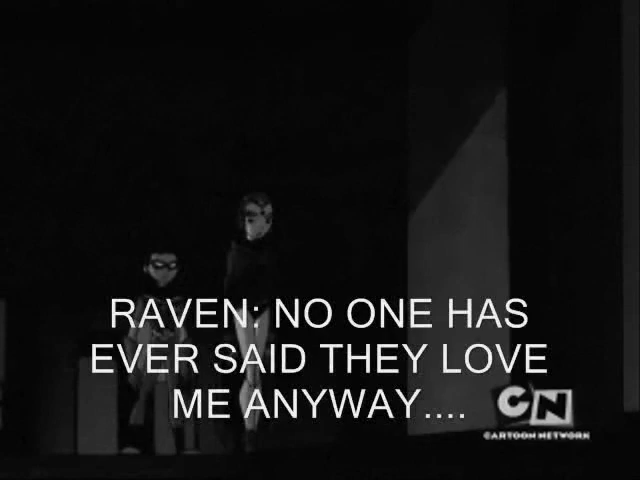 RAVEN: NO ONE HAS
EVER SAID THEY LOVE
ME ANYWAY....
CN
CARTOON NETWORK